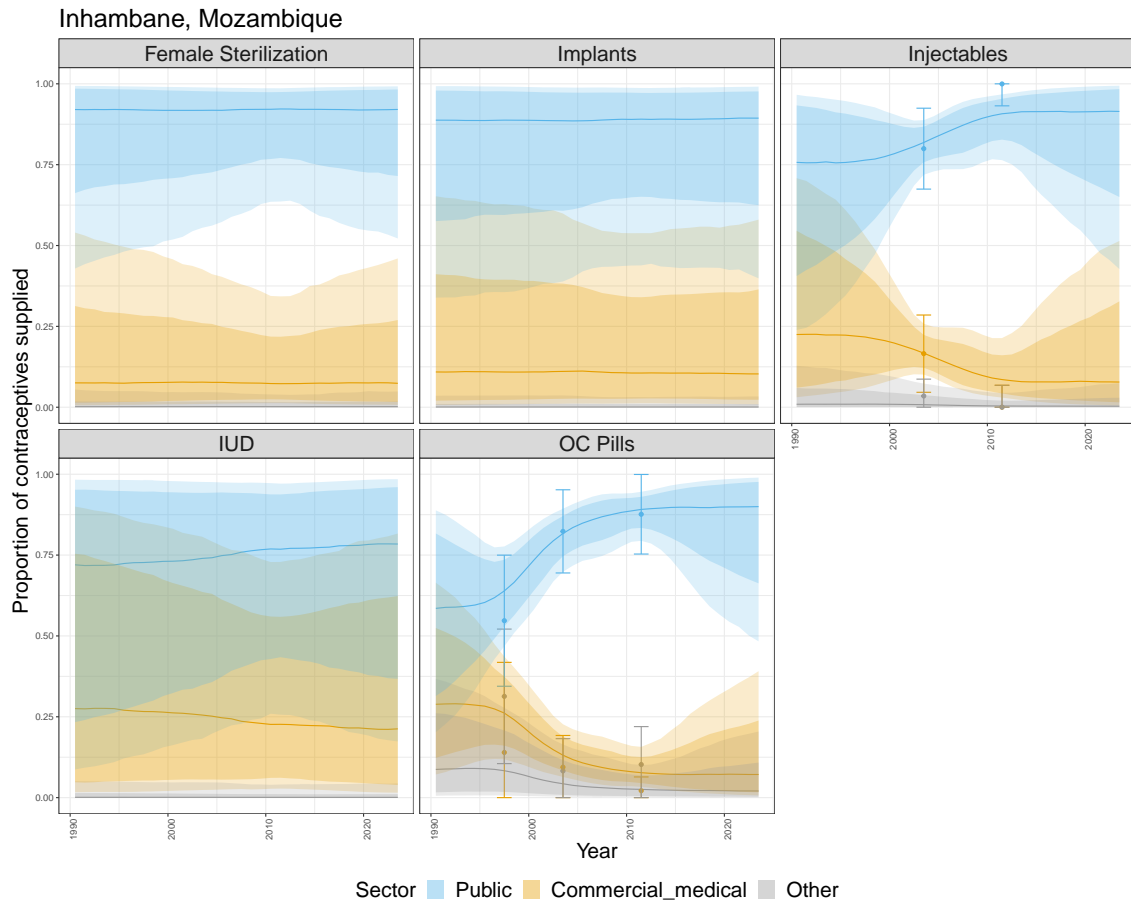 Inhambane, Mozambique
Female Sterilization
Implants
Injectables
1.00
0.75
0.50
0.25
0.00
1990
2000
2010
2020
IUD
OC Pills
1.00
0.75
0.50
0.25
0.00
1990
2000
2010
2020
1990
2000
2010
2020
Proportion of contraceptives supplied
Year
Sector Public Commercial_medical Other